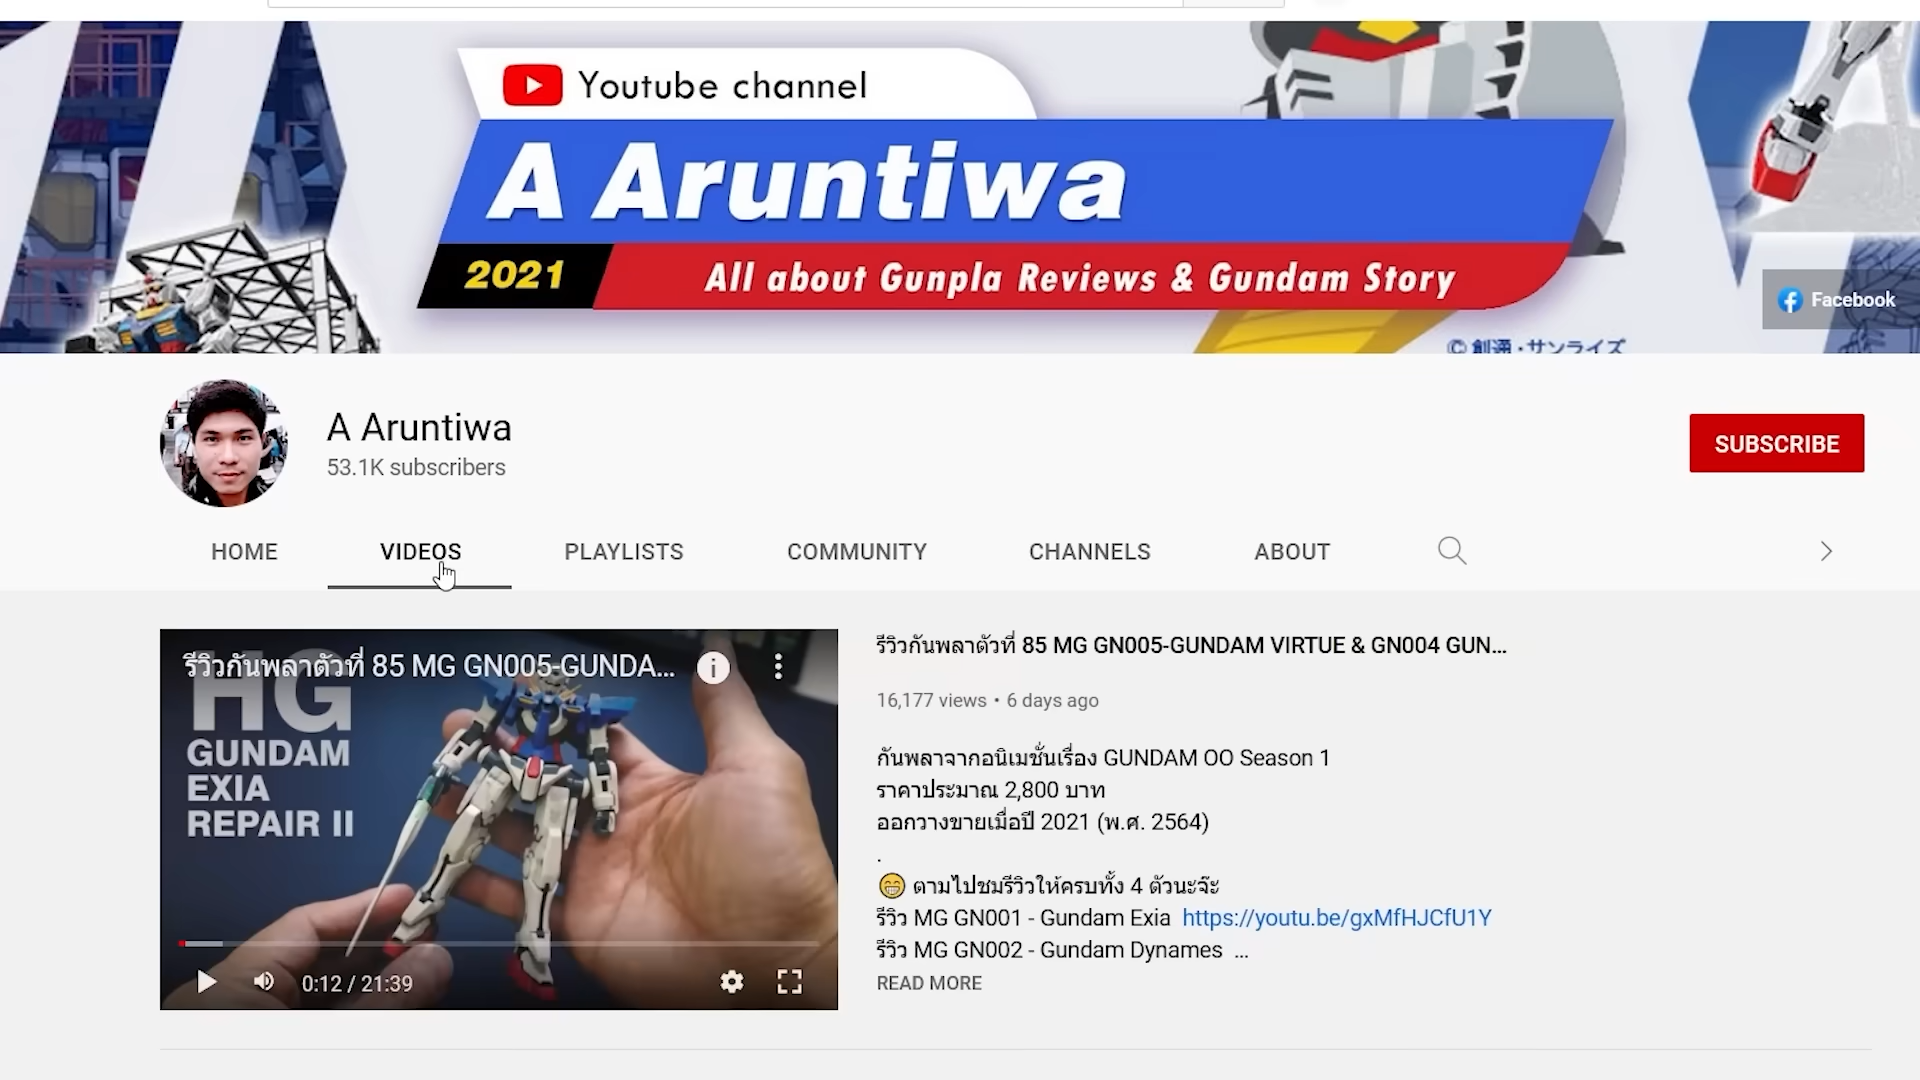 Youtube channel
A Aruntiwa
2021
All about Gunpla Reviews & Gundam Story
Facebook
© 創通・サンライズ
A Aruntiwa
53.1K subscribers
SUBSCRIBE
HOME
VIDEOS
PLAYLISTS
COMMUNITY
CHANNELS
ABOUT
รีวิวกันพลาตัวที่ 85 MG GN005-GUNDA...
HG
GUNDAM
EXIA
REPAIR II
0:12 / 21:39
รีวิวกันพลาตัวที่ 85 MG GN005-GUNDAM VIRTUE & GN004 GUN...
16,177 views • 6 days ago
กันพลาจากอนิเมชั่นเรื่อง GUNDAM OO Season 1
ราคาประมาณ 2,800 บาท
ออกวางขายเมื่อปี 2021 (พ.ศ. 2564)
.
😁 ตามไปชมรีวิวให้ครบทั้ง 4 ตัวนะจ๊ะ
รีวิว MG GN001 - Gundam Exia https://youtu.be/gxMfHJCfU1Y
รีวิว MG GN002 - Gundam Dynames ...
READ MORE